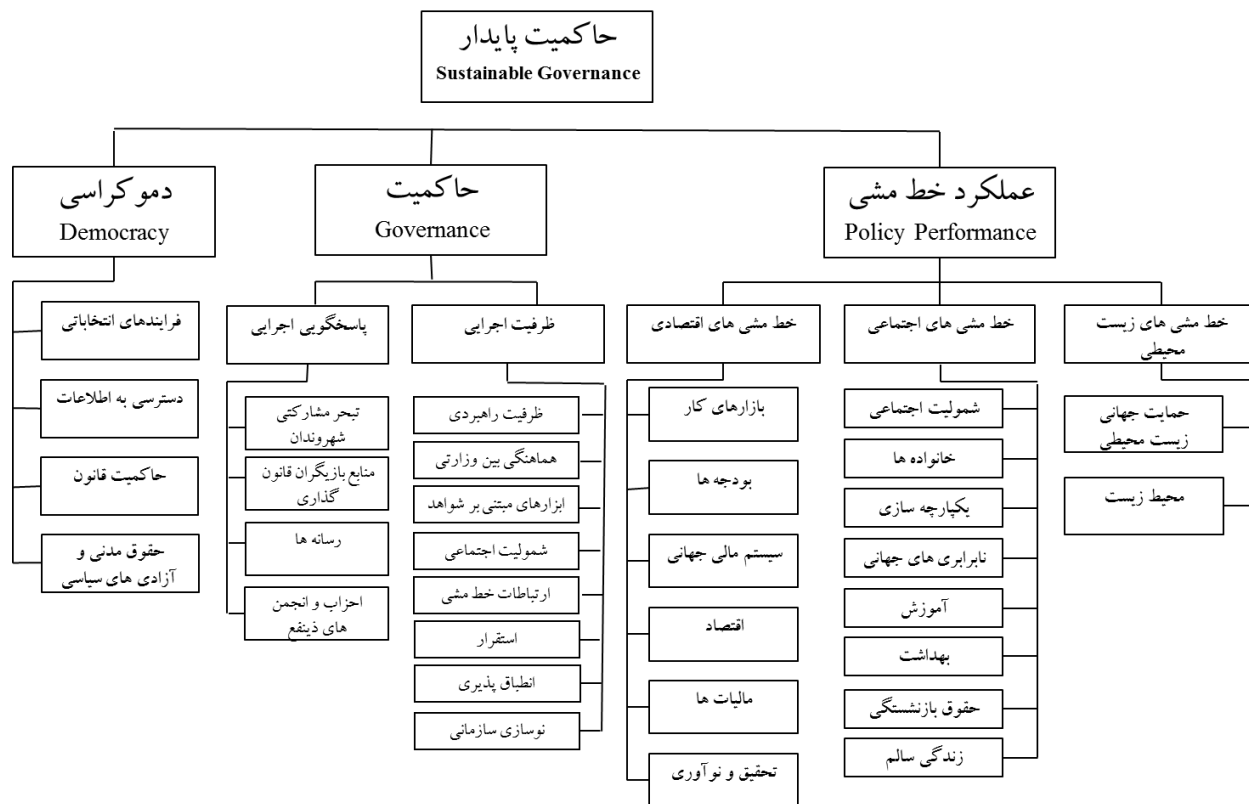 حاکمیت پایدار
Sustainable Governance
عملکرد خط مشی
Policy Performance
حاکمیت
Governance
دموکراسی
Democracy
خط مشی های زیست
محیطی
حمایت جهانی
زیست محیطی
محیط زیست
خط مشی های اجتماعی
شمولیت اجتماعی
خانواده ها
یکپارچه سازی
نابرابری های جهانی
آموزش
بهداشت
حقوق بازنشستگی
زندگی سالم
خط مشی های اقتصادی
بازارهای کار
بودجه ها
سیستم مالی جهانی
اقتصاد
مالیات ها
تحقیق و نوآوری
ظرفیت اجرایی
ظرفیت راهبردی
هماهنگی بین وزارتی
ابزارهای مبتنی بر شواهد
شمولیت اجتماعی
ارتباطات خط مشی
استقرار
انطباق پذیری
نوسازی سازمانی
پاسخگویی اجرایی
تبحر مشارکتی
شهروندان
منابع بازیگران قانون
گذاری
رسانه ها
احزاب و انجمن
های ذینفع
فرایندهای انتخاباتی
دسترسی به اطلاعات
حاکمیت قانون
حقوق مدنی و
آزادی های سیاسی